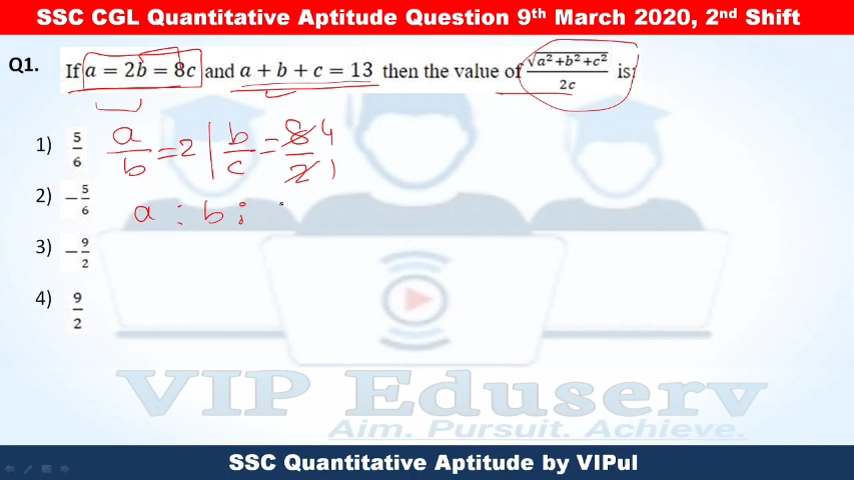 SSC CGL Quantitative Aptitude Question 9th March 2020, 2nd Shift
Q1. If a = 2b = 8c and a + b + c = 13 then the value of √a²+b²+c² / 2c is:
1) 5/6
a/b = 2 | b/c = 8/2 4/1
2) −5/6
a : b :
3) −9/2
4) 9/2
VIP Eduserv
Aim. Pursuit. Achieve.
SSC Quantitative Aptitude by VIPul